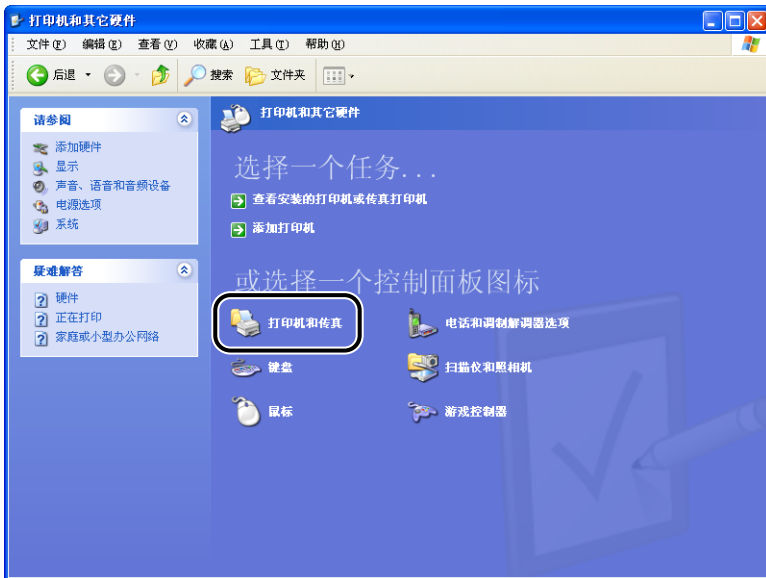 打印机和其它硬件
文件(F) 编辑(E) 查看(V) 收藏(A) 工具(T) 帮助(H)
后退 搜索 文件夹
请参阅
添加硬件
显示
声音、语音和音频设备
电源选项
系统
疑难解答
硬件
正在打印
家庭或小型办公网络
打印机和其它硬件
选择一个任务...
查看安装的打印机或传真打印机
添加打印机
或选择一个控制面板图标
打印机和传真
电话和调制解调器选项
键盘
扫描仪和照相机
鼠标
游戏控制器